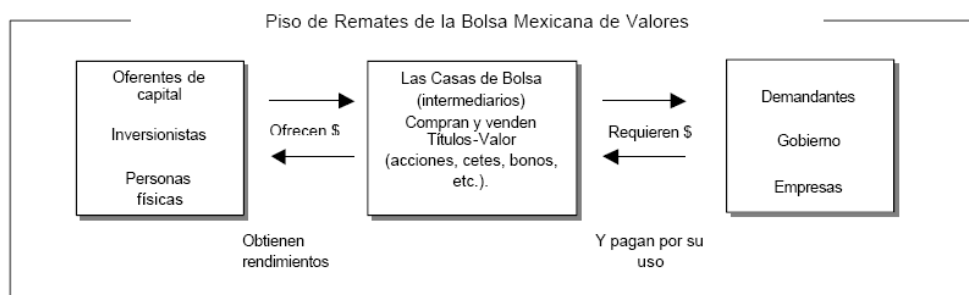 Piso de Remates de la Bolsa Mexicana de Valores
Oferentes de
capital
Inversionistas
Personas
físicas
Ofrecen $
Las Casas de Bolsa
(intermediarios)
Compran y venden
Títulos-Valor
(acciones, cetes, bonos,
etc.).
Requieren $
Demandantes
Gobierno
Empresas
Obtienen
rendimientos
Y pagan por su
uso